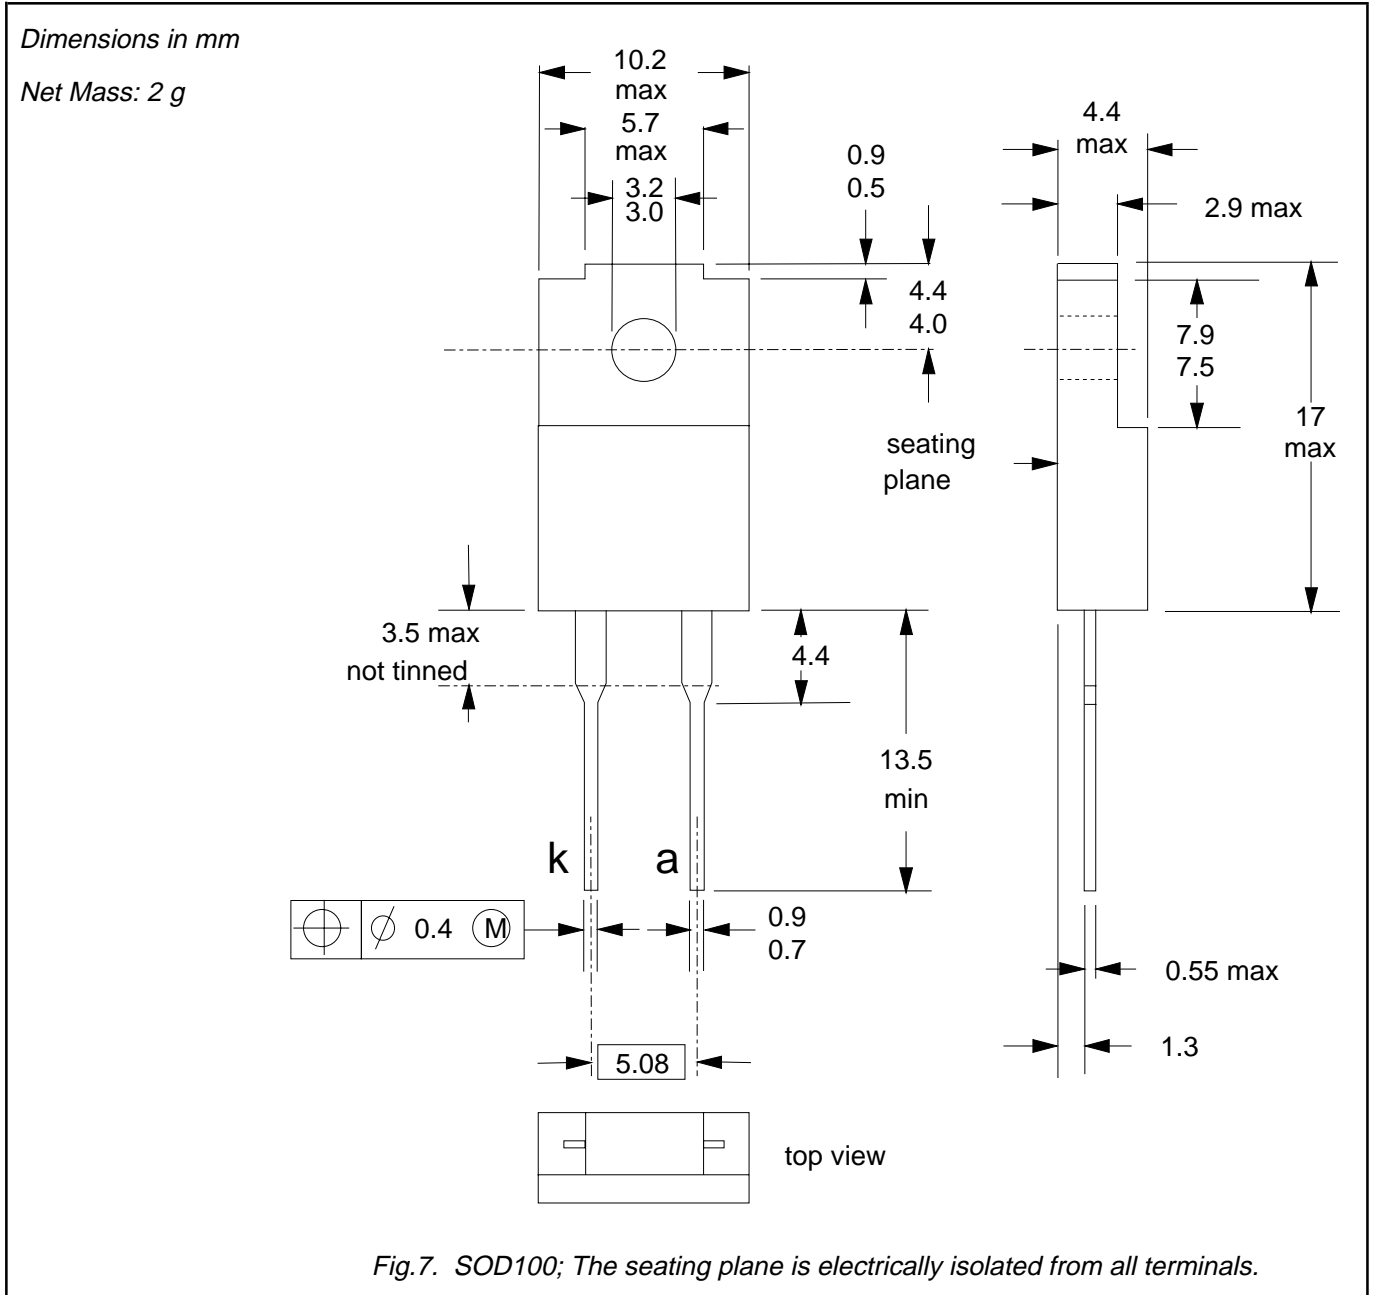 Dimensions in mm
Net Mass: 2 g
10.2
max
5.7
max
3.2
3.0
0.9
0.5
4.4
4.0
4.4
max
2.9 max
7.9
7.5
17
max
seating
plane
3.5 max
not tinned
4.4
13.5
min
k
a
0.4 M
0.9
0.7
0.55 max
5.08
1.3
top view
Fig.7. SOD100; The seating plane is electrically isolated from all terminals.